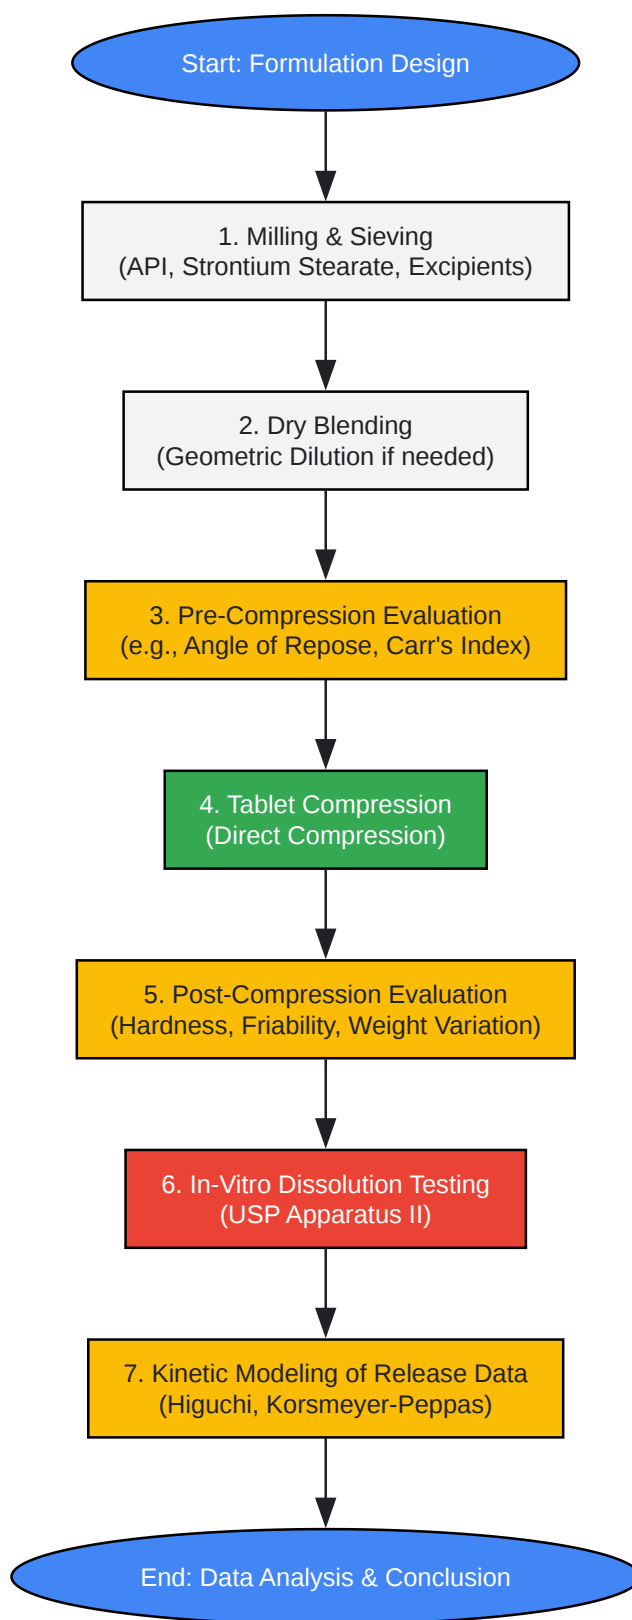 Start: Formulation Design
1. Milling & Sieving
(API, Strontium Stearate, Excipients)
2. Dry Blending
(Geometric Dilution if needed)
3. Pre-Compression Evaluation
(e.g., Angle of Repose, Carr's Index)
4. Tablet Compression
(Direct Compression)
5. Post-Compression Evaluation
(Hardness, Friability, Weight Variation)
6. In-Vitro Dissolution Testing
(USP Apparatus II)
7. Kinetic Modeling of Release Data
(Higuchi, Korsmeyer-Peppas)
End: Data Analysis & Conclusion